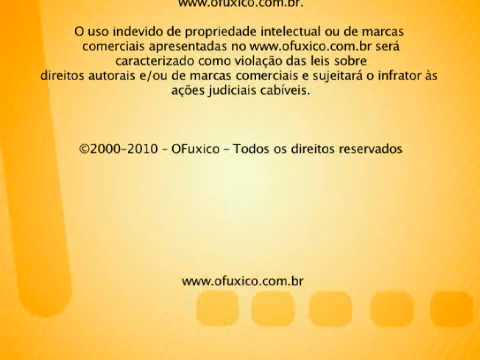 www.ofuxico.com.br.
O uso indevido de propriedade intelectual ou de marcas
comerciais apresentadas no www.ofuxico.com.br será
caracterizado como violação das leis sobre
direitos autorais e/ou de marcas comerciais e sujeitará o infrator às
ações judiciais cabíveis.
©2000-2010 - OFuxico - Todos os direitos reservados
www.ofuxico.com.br